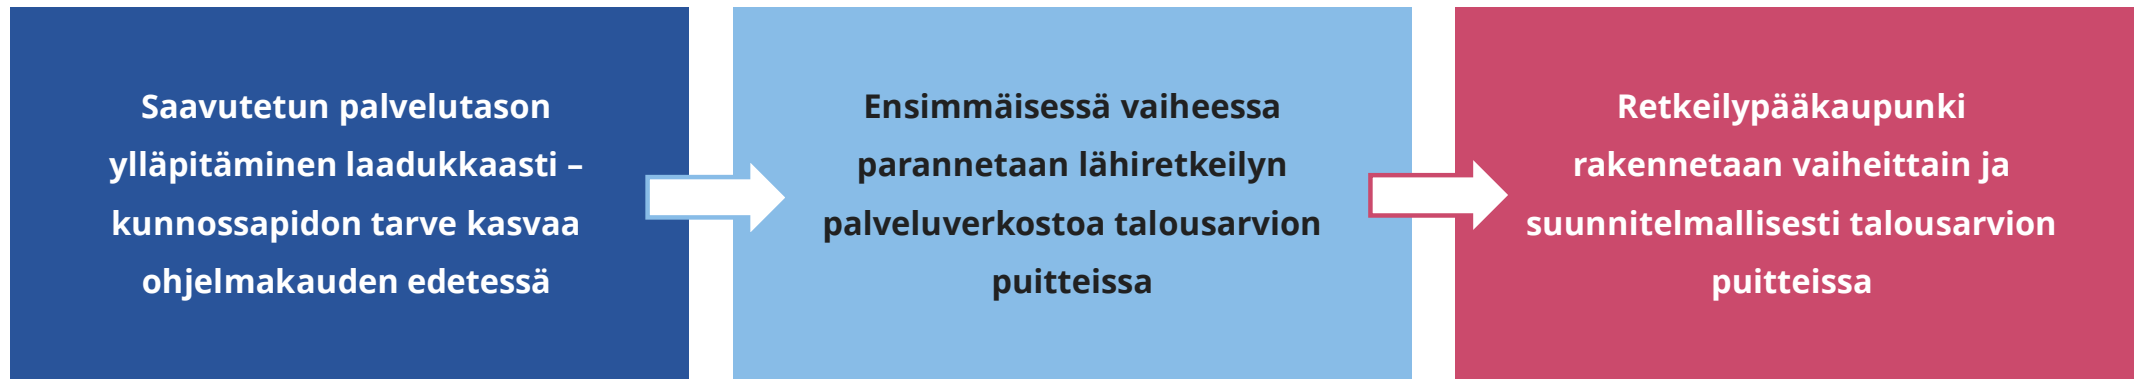 Saavutetun palvelutason
ylläpitäminen laadukkaasti –
kunnossapidon tarve kasvaa
ohjelmakauden edetessä
Ensimmäisessä vaiheessa
parannetaan lähiretkeilyn
palveluverkostoa talousarvion
puitteissa
Retkeilypääkaupunki
rakennetaan vaiheittain ja
suunnitelmallisesti talousarvion
puitteissa